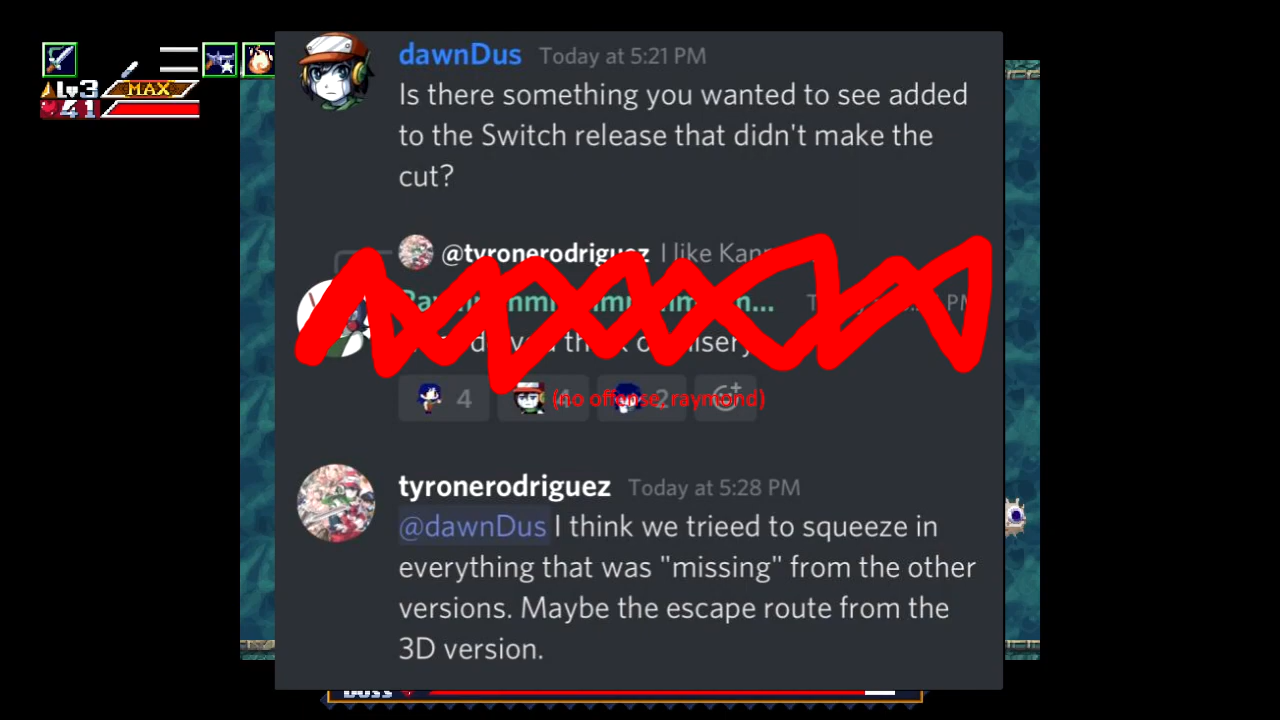 Lv3
MAX
41
dawnDus Today at 5:21 PM
Is there something you wanted to see added
to the Switch release that didn't make the
cut?
@tyronerodriguez I like
PM
4 4 2
(no offense, raymond)
tyronerodriguez Today at 5:28 PM
@dawnDus I think we trieed to squeeze in
everything that was "missing" from the other
versions. Maybe the escape route from the
3D version.
BOSS